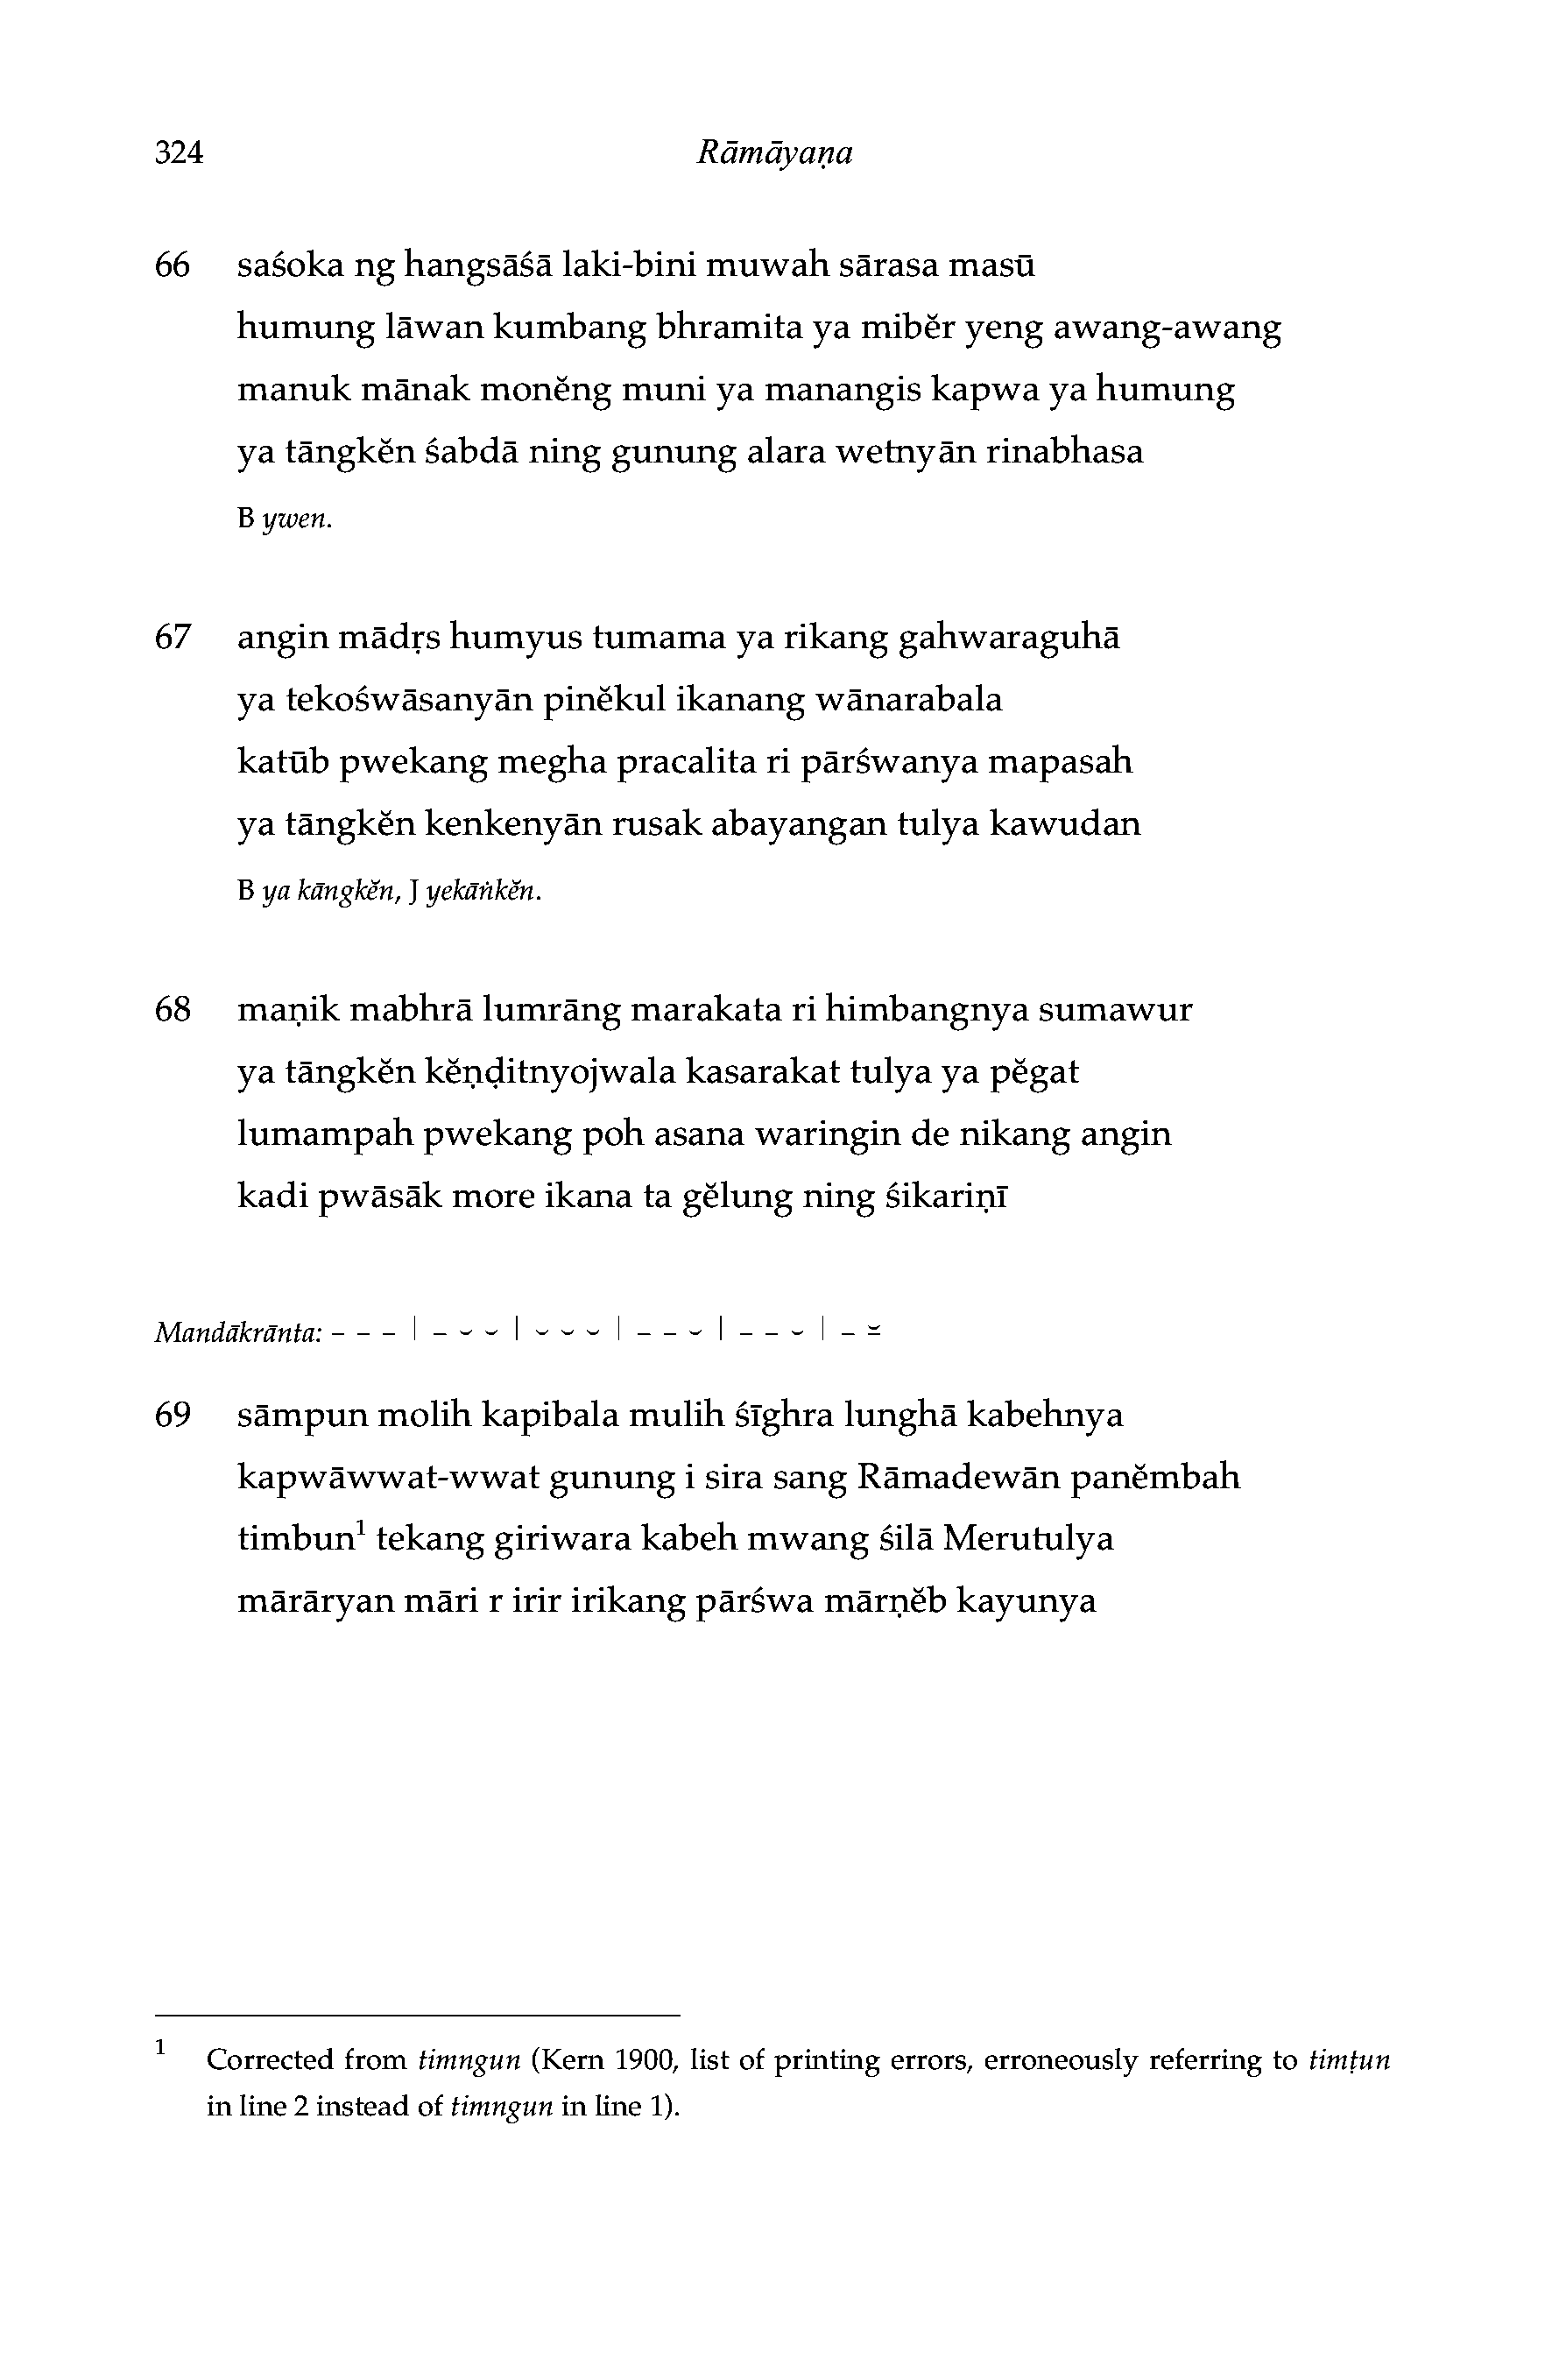 324 Rāmāyaṇa
66 saśoka ng hangsāśā laki-bini muwah sārasa masū
humung lāwan kumbang bhramita ya mibĕr yeng awang-awang
manuk mānak monĕng muni ya manangis kapwa ya humung
ya tāngkĕn śabdā ning gunung alara wetnyān rinabhasa
B ywen.
67 angin mādṛs humyus tumama ya rikang gahwaraguhā
ya tekośwāsanyān pinĕkul ikanang wānarabala
katūb pwekang megha pracalita ri pārśwanya mapasah
ya tāngkĕn kenkenyān rusak abayangan tulya kawudan
B ya kāngkĕn, J yekāṅkĕn.
68 maṇik mabhrā lumrāng marakata ri himbangnya sumawur
ya tāngkĕn kĕṇḍitnyojwala kasarakat tulya ya pĕgat
lumampah pwekang poh asana waringin de nikang angin
kadi pwāsāk more ikana ta gĕlung ning śikariṇī
Mandākrānta: – – – | – ⏑ ⏑ | ⏑ ⏑ ⏑ | – – ⏑ | – – ⏑ | – ⏓
69 sāmpun molih kapibala mulih śīghra lunghā kabehnya
kapwāwwat-wwat gunung i sira sang Rāmadewān panĕmbah
timbun¹ tekang giriwara kabeh mwang śilā Merutulya
mārāryan māri r irir irikang pārśwa mārṇĕb kayunya
1 Corrected from timngun (Kern 1900, list of printing errors, erroneously referring to timṭun
in line 2 instead of timngun in line 1).